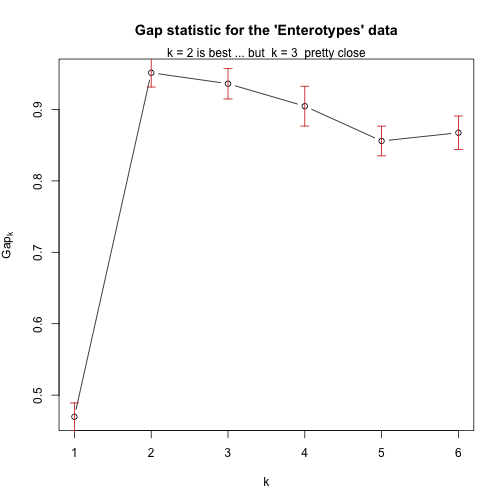 Gap statistic for the 'Enterotypes' data
k = 2 is best ... but  k = 3  pretty close
Gapk
0.9
0.8
0.7
0.6
0.5
1 2 3 4 5 6
k